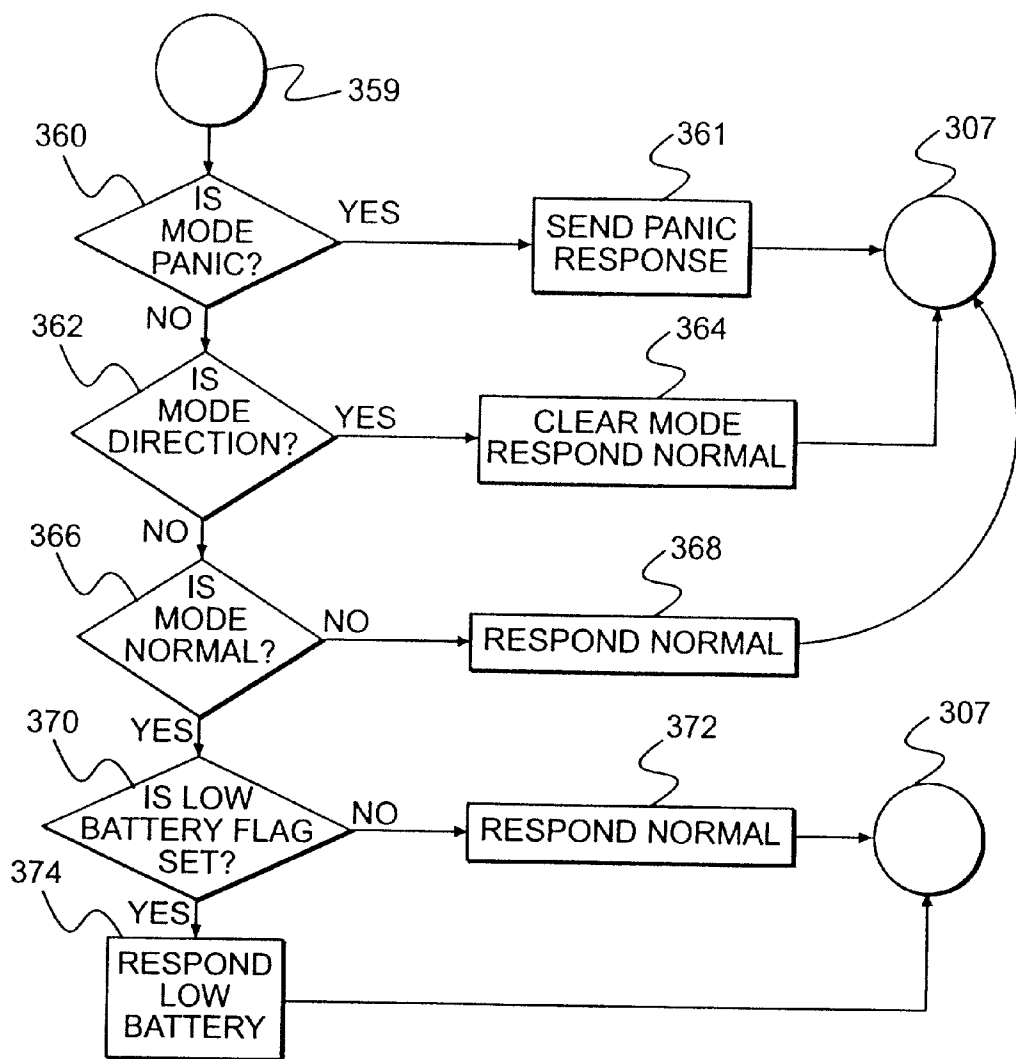 359
360
361
307
IS
MODE
PANIC?
YES
SEND PANIC
RESPONSE
NO
362
364
IS
MODE
DIRECTION?
YES
CLEAR MODE
RESPOND NORMAL
NO
366
368
IS
MODE
NORMAL?
NO
RESPOND NORMAL
YES
370
372
307
IS LOW
BATTERY FLAG
SET?
NO
RESPOND NORMAL
374
YES
RESPOND
LOW
BATTERY